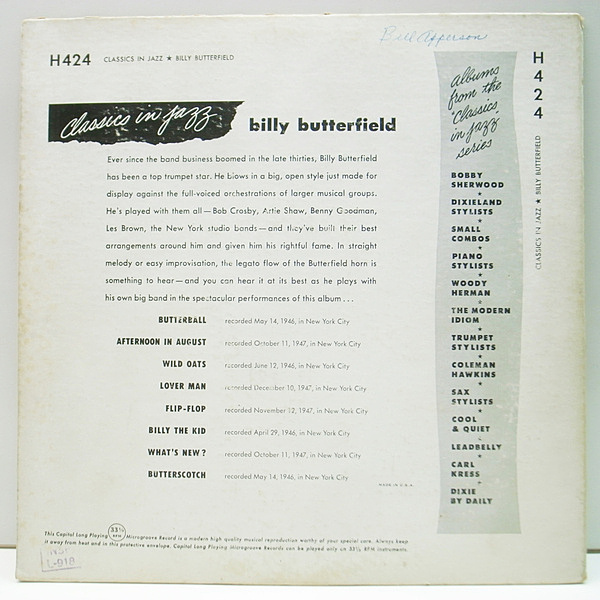 Bill Apperson
H424 CLASSICS IN JAZZ ★ BILLY BUTTERFIELD
Classics in jazz
billy butterfield
Ever since the band business boomed in the late thirties, Billy Butterfield
has been a top trumpet star. He blows in a big, open style just made for
display against the full-voiced orchestrations of larger musical groups.
He's played with them all—Bob Crosby, Artie Shaw, Benny Goodman,
Les Brown, the New York studio bands—and they've built their best
arrangements around him and given him his rightful fame. In straight
melody or easy improvisation, the legato flow of the Butterfield horn is
something to hear—and you can hear it at its best as he plays with
his own big band in the spectacular performances of this album...
BUTTERBALL recorded May 14, 1946, in New York City
AFTERNOON IN AUGUST recorded October 11, 1947, in New York City
WILD OATS recorded June 12, 1946, in New York City
LOVER MAN recorded December 10, 1947, in New York City
FLIP-FLOP recorded November 12, 1947, in New York City
BILLY THE KID recorded April 29, 1946, in New York City
WHAT'S NEW? recorded October 11, 1947, in New York City
BUTTERSCOTCH recorded May 14, 1946, in New York City
MADE IN U.S.A.
albums
from the
"Classics
in jazz"
series
BOBBY
SHERWOOD
★
DIXIELAND
STYLISTS
★
SMALL
COMBOS
★
PIANO
STYLISTS
★
WOODY
HERMAN
★
THE MODERN
IDIOM
★
TRUMPET
STYLISTS
★
COLEMAN
HAWKINS
★
SAX
STYLISTS
★
COOL
& QUIET
★
LEADBELLY
★
CARL
KRESS
★
DIXIE
BY DAILY
H
4
2
4
CLASSICS IN JAZZ ★ BILLY BUTTERFIELD
This Capitol Long Playing 33⅓ RPM Microgroove Record is a modern high quality musical reproduction worthy of your special care. Always keep
it away from heat and in this protective envelope. Capitol Long Playing Microgroove Records can be played only on 33⅓ RPM instruments.
L-918